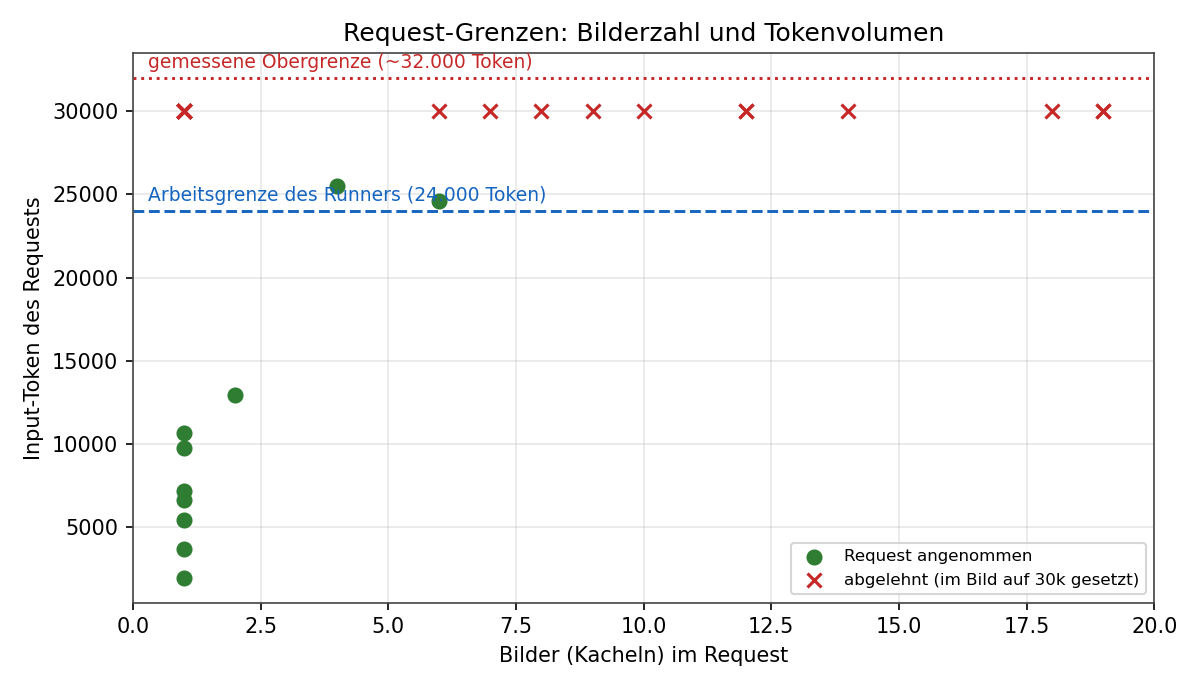 Request-Grenzen: Bilderzahl und Tokenvolumen
gemessene Obergrenze (~32.000 Token)
30000
25000
Arbeitsgrenze des Runners (24.000 Token)
20000
15000
10000
5000
Input-Token des Requests
Request angenommen
abgelehnt (im Bild auf 30k gesetzt)
0.0 2.5 5.0 7.5 10.0 12.5 15.0 17.5 20.0
Bilder (Kacheln) im Request